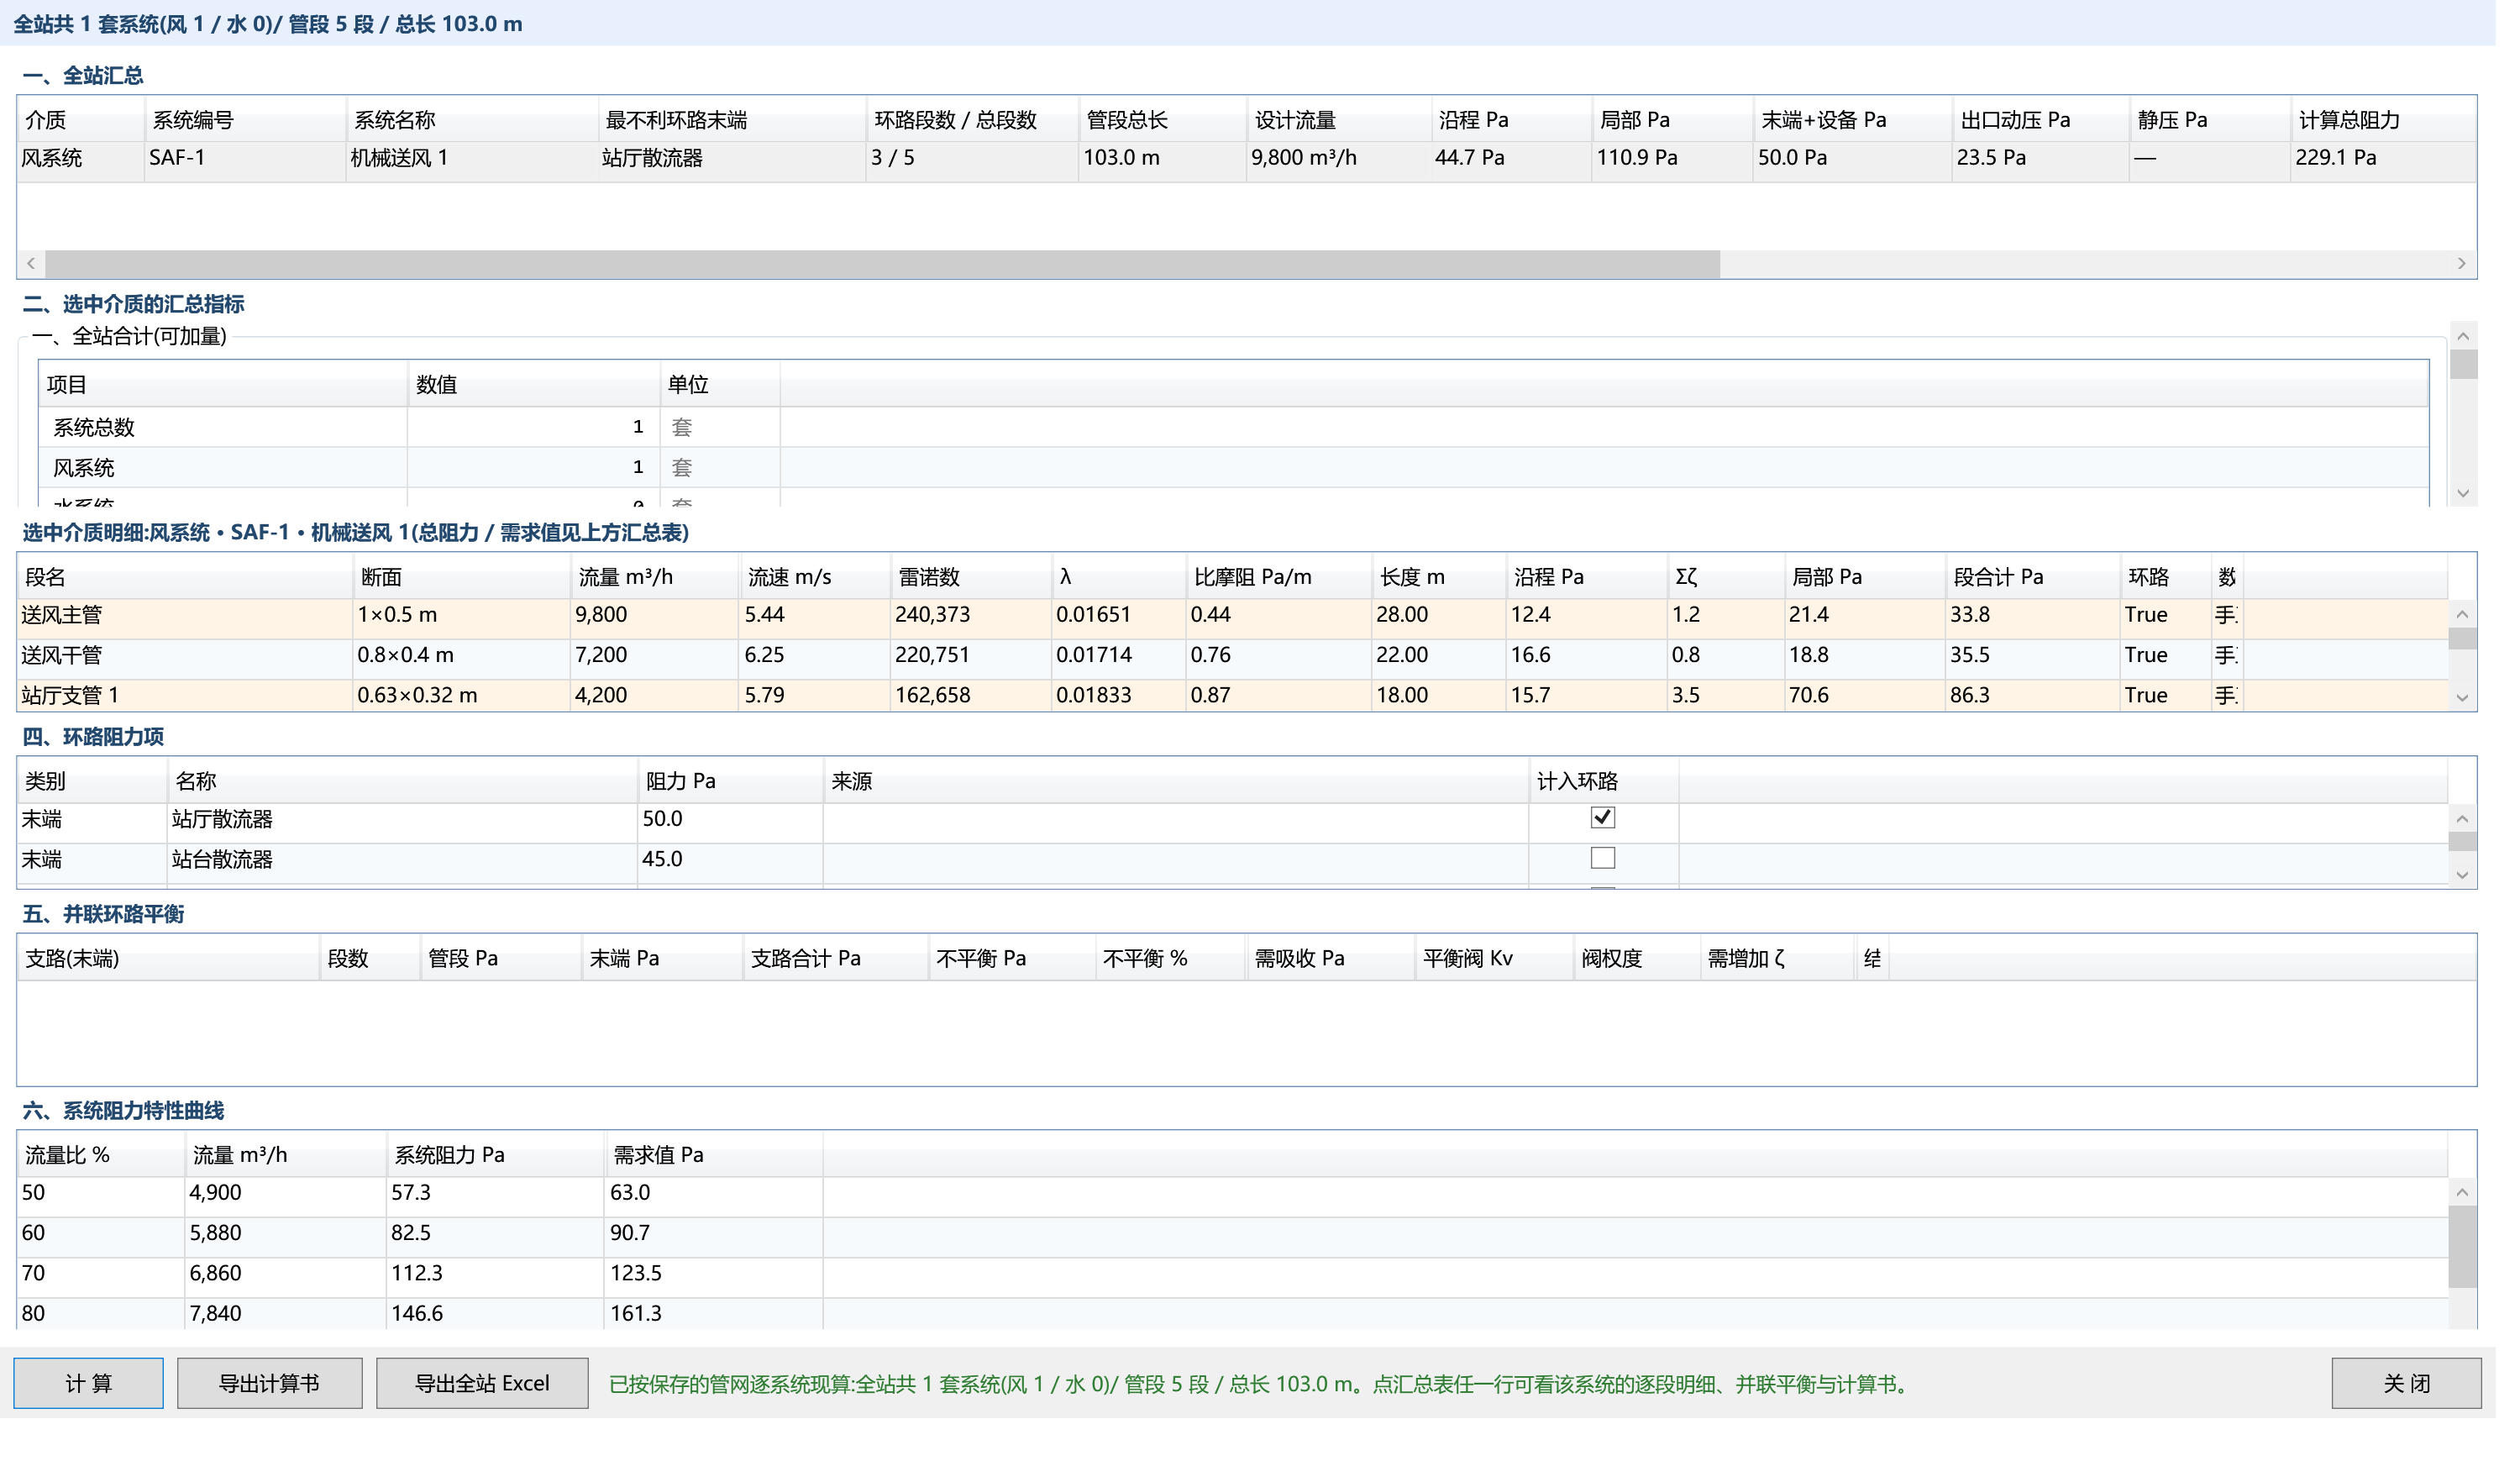 全站共 1 套系统(风 1 / 水 0)/ 管段 5 段 / 总长 103.0 m
一、全站汇总
介质 系统编号 系统名称 最不利环路末端 环路段数 / 总段数 管段总长 设计流量 沿程 Pa 局部 Pa 末端+设备 Pa 出口动压 Pa 静压 Pa 计算总阻力
风系统 SAF-1 机械送风 1 站厅散流器 3 / 5 103.0 m 9,800 m³/h 44.7 Pa 110.9 Pa 50.0 Pa 23.5 Pa — 229.1 Pa
二、选中介质的汇总指标
一、全站合计(可加量)
项目 数值 单位
系统总数 1 套
风系统 1 套
水系统 0 套
选中介质明细:风系统 • SAF-1 • 机械送风 1(总阻力 / 需求值见上方汇总表)
段名 断面 流量 m³/h 流速 m/s 雷诺数 λ 比摩阻 Pa/m 长度 m 沿程 Pa Σζ 局部 Pa 段合计 Pa 环路 数
送风主管 1×0.5 m 9,800 5.44 240,373 0.01651 0.44 28.00 12.4 1.2 21.4 33.8 True 手
送风干管 0.8×0.4 m 7,200 6.25 220,751 0.01714 0.76 22.00 16.6 0.8 18.8 35.5 True 手
站厅支管 1 0.63×0.32 m 4,200 5.79 162,658 0.01833 0.87 18.00 15.7 3.5 70.6 86.3 True 手
四、环路阻力项
类别 名称 阻力 Pa 来源 计入环路
末端 站厅散流器 50.0
末端 站台散流器 45.0
五、并联环路平衡
支路(末端) 段数 管段 Pa 末端 Pa 支路合计 Pa 不平衡 Pa 不平衡 % 需吸收 Pa 平衡阀 Kv 阀权度 需增加 ζ 结
六、系统阻力特性曲线
流量比 % 流量 m³/h 系统阻力 Pa 需求值 Pa
50 4,900 57.3 63.0
60 5,880 82.5 90.7
70 6,860 112.3 123.5
80 7,840 146.6 161.3
计 算 导出计算书 导出全站 Excel 已按保存的管网逐系统现算:全站共 1 套系统(风 1 / 水 0)/ 管段 5 段 / 总长 103.0 m。点汇总表任一行可看该系统的逐段明细、并联平衡与计算书。 关 闭